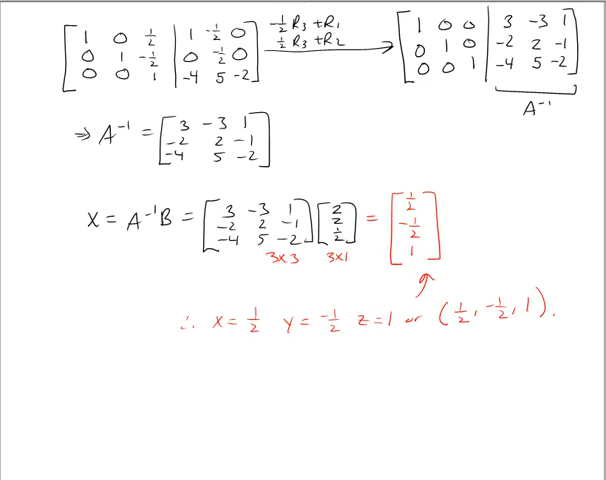 [1 0 1/2 | 1 -1/2 0] -1/2 R3 + R1 [1 0 0 | 3 -3 1]
[0 1 -1/2 | 0 -1/2 0] 1/2 R3 + R2 → [0 1 0 | -2 2 -1]
[0 0 1 | -4 5 -2] [0 0 1 | -4 5 -2]
A⁻¹
⇒ A⁻¹ = [3 -3 1
-2 2 -1
-4 5 -2]
X = A⁻¹B = [3 -3 1 [2 = [1/2
-2 2 -1 2 -1/2
-4 5 -2] 1/2] 1]
3x3 3x1
∴ x = 1/2 y = -1/2 z = 1 or (1/2, -1/2, 1).